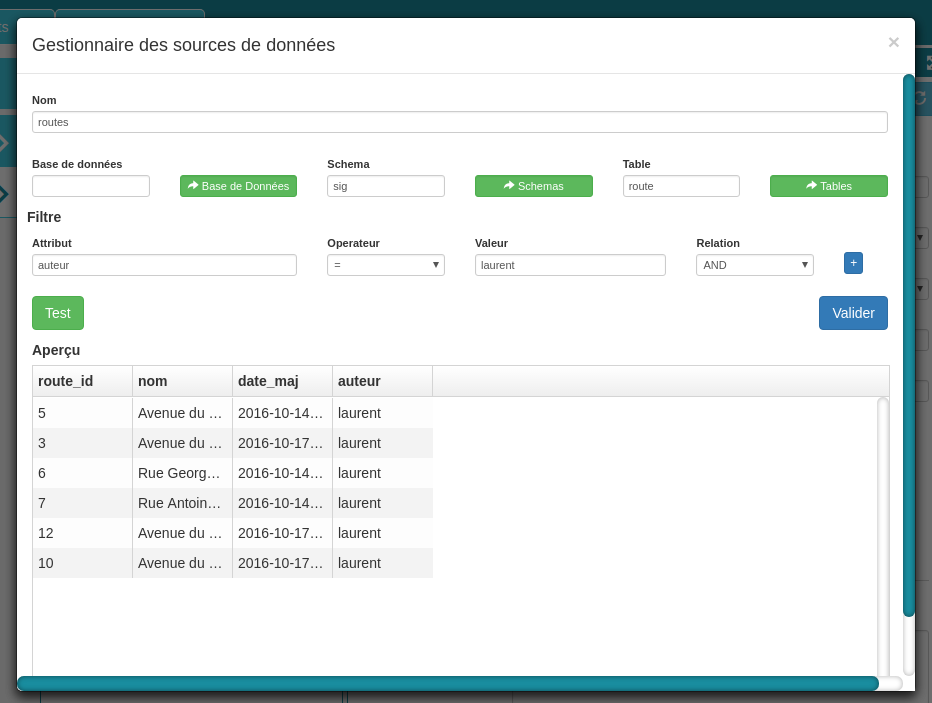 Gestionnaire des sources de données
×
Nom
routes
Base de données Schema Table
Base de Données sig Schemas route Tables
Filtre
Attribut Operateur Valeur Relation
auteur = laurent AND +
Test Valider
Aperçu
route_id nom date_maj auteur
5 Avenue du … 2016-10-14… laurent
3 Avenue du … 2016-10-17… laurent
6 Rue Georg… 2016-10-14… laurent
7 Rue Antoin… 2016-10-14… laurent
12 Avenue du … 2016-10-17… laurent
10 Avenue du … 2016-10-17… laurent